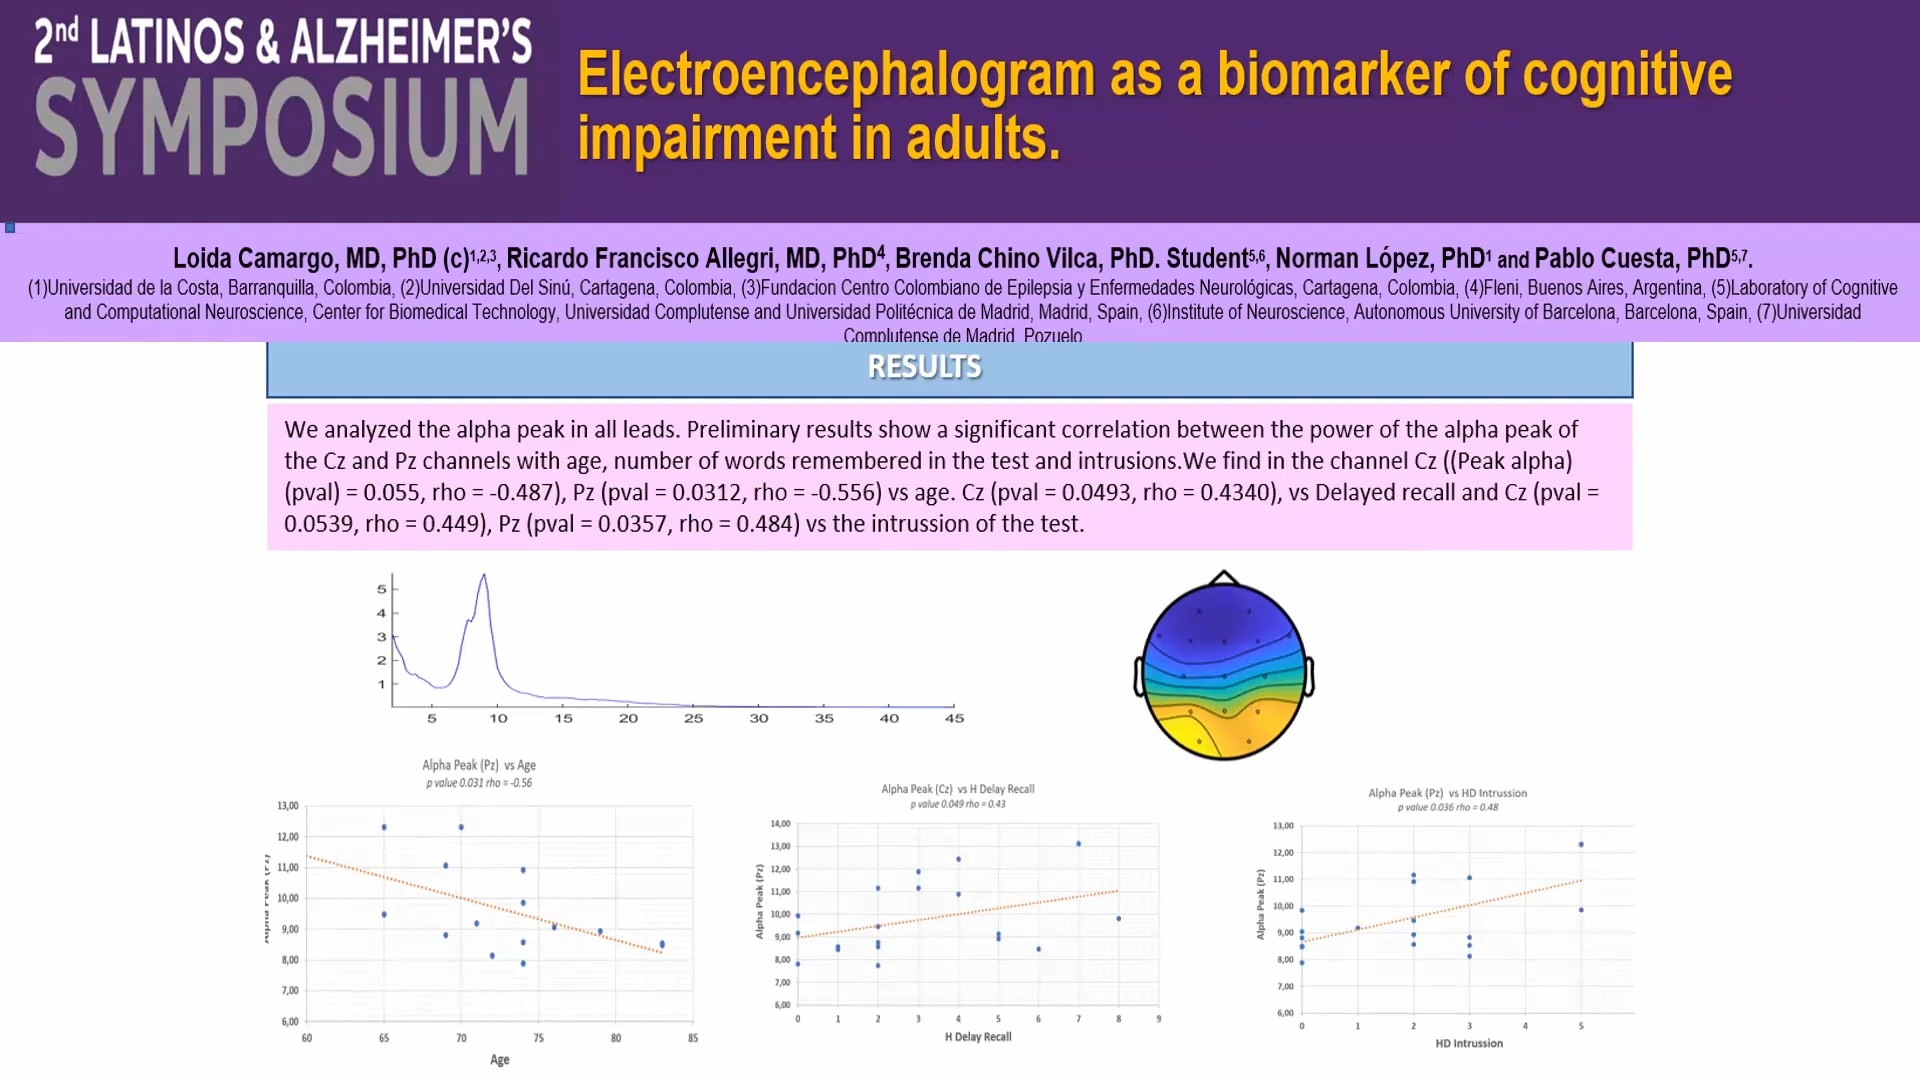 2nd LATINOS & ALZHEIMER'S
SYMPOSIUM
Electroencephalogram as a biomarker of cognitive
impairment in adults.
Loida Camargo, MD, PhD (c)1,2,3, Ricardo Francisco Allegri, MD, PhD4, Brenda Chino Vilca, PhD. Student5,6, Norman López, PhD1 and Pablo Cuesta, PhD5,7.
(1)Universidad de la Costa, Barranquilla, Colombia, (2)Universidad Del Sinú, Cartagena, Colombia, (3)Fundacion Centro Colombiano de Epilepsia y Enfermedades Neurológicas, Cartagena, Colombia, (4)Fleni, Buenos Aires, Argentina, (5)Laboratory of Cognitive
and Computational Neuroscience, Center for Biomedical Technology, Universidad Complutense and Universidad Politécnica de Madrid, Madrid, Spain, (6)Institute of Neuroscience, Autonomous University of Barcelona, Barcelona, Spain, (7)Universidad
Complutense de Madrid, Pozuelo
RESULTS
We analyzed the alpha peak in all leads. Preliminary results show a significant correlation between the power of the alpha peak of
the Cz and Pz channels with age, number of words remembered in the test and intrusions.We find in the channel Cz ((Peak alpha)
(pval) = 0.055, rho = -0.487), Pz (pval = 0.0312, rho = -0.556) vs age. Cz (pval = 0.0493, rho = 0.4340), vs Delayed recall and Cz (pval =
0.0539, rho = 0.449), Pz (pval = 0.0357, rho = 0.484) vs the intrussion of the test.
5
4
3
2
1
5 10 15 20 25 30 35 40 45
Alpha Peak (Pz) vs Age
p value 0.031 rho = -0.56
13,00
12,00
11,00
10,00
9,00
8,00
7,00
6,00
60 65 70 75 80 85
Age
Alpha Peak (Cz) vs H Delay Recall
p value 0.049 rho = 0.43
Alpha Peak (Pz)
14,00
13,00
12,00
11,00
10,00
9,00
8,00
7,00
6,00
0 1 2 3 4 5 6 7 8 9
H Delay Recall
Alpha Peak (Pz) vs HD Intrussion
p value 0.036 rho = 0.48
Alpha Peak (Pz)
13,00
12,00
11,00
10,00
9,00
8,00
7,00
6,00
0 1 2 3 4 5
HD Intrussion